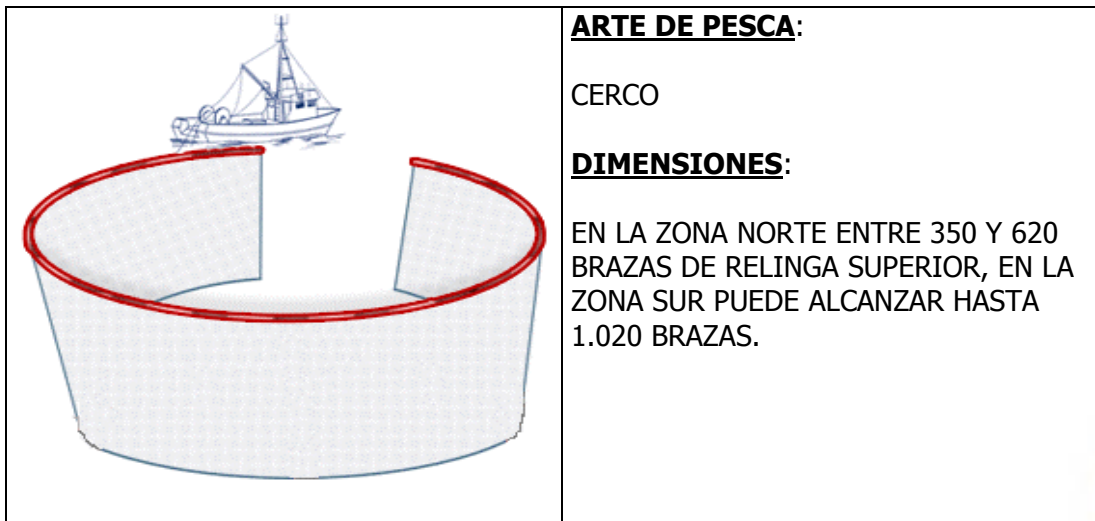 ARTE DE PESCA:
CERCO
DIMENSIONES:
EN LA ZONA NORTE ENTRE 350 Y 620
BRAZAS DE RELINGA SUPERIOR, EN LA
ZONA SUR PUEDE ALCANZAR HASTA
1.020 BRAZAS.